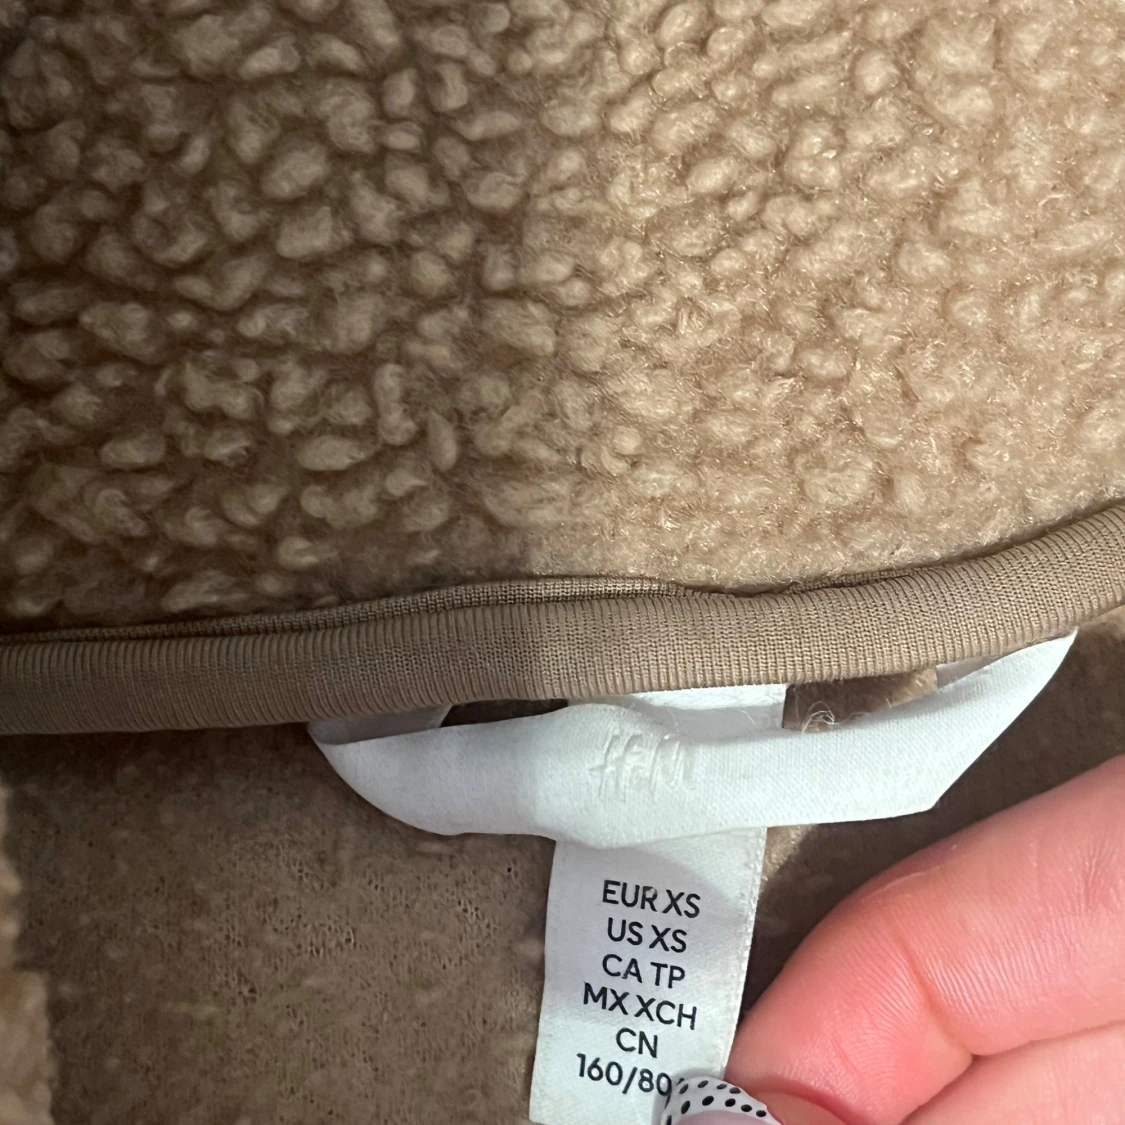 H&M
EUR XS
US XS
CA TP
MX XCH
CN
160/80